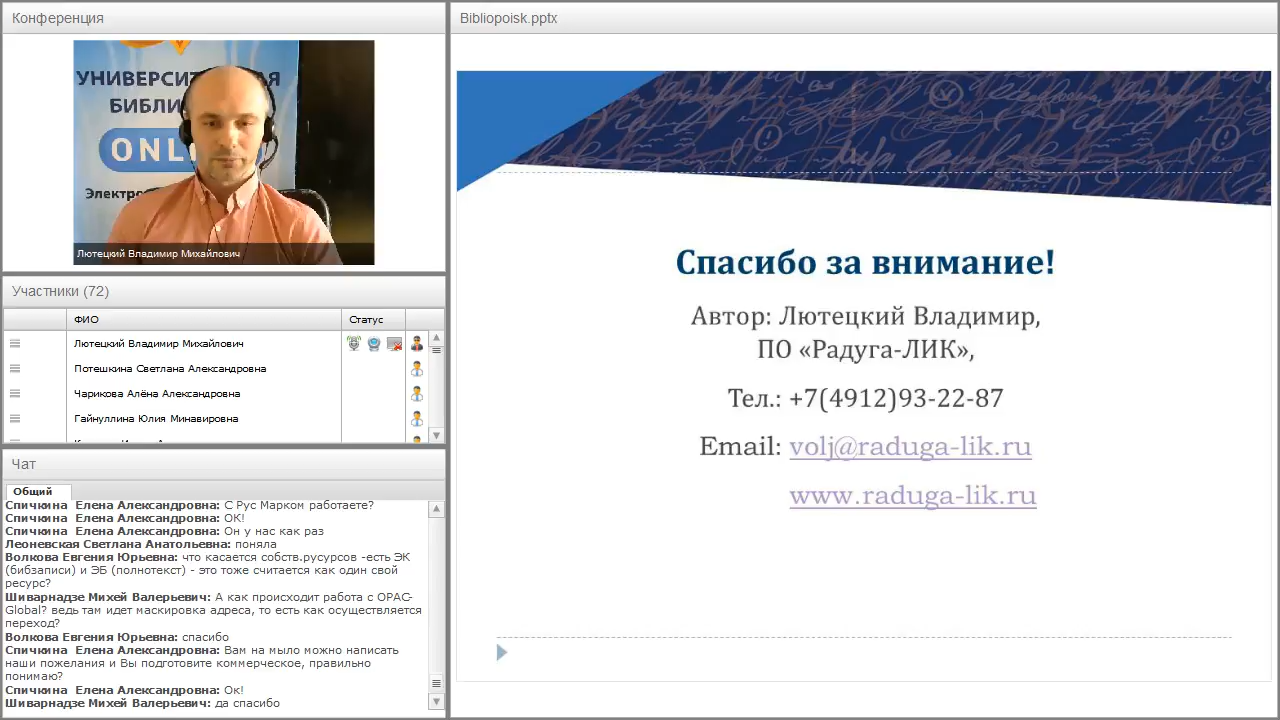 Конференция
УНИВЕРСИТ
АЯ
БИБЛИ
ONL
Электро
Лютецкий Владимир Михайлович
Участники (72)
ФИО
Статус
Лютецкий Владимир Михайлович
Потешкина Светлана Александровна
Чарикова Алёна Александровна
Гайнуллина Юлия Минавировна
Чат
Общий
Спичкина Елена Александровна: С Рус Марком работаете?
Спичкина Елена Александровна: ОК!
Спичкина Елена Александровна: Он у нас как раз
Леоневская Светлана Анатольевна: поняла
Волкова Евгения Юрьевна: что касается собств.русурсов -есть ЭК
(бибзаписи) и ЭБ (полнотекст) - это тоже считается как один свой
ресурс?
Шиварнадзе Михей Валерьевич: А как происходит работа с OPAC-
Global? ведь там идет маскировка адреса, то есть как осуществляется
переход?
Волкова Евгения Юрьевна: спасибо
Спичкина Елена Александровна: Вам на мыло можно написать
наши пожелания и Вы подготовите коммерческое, правильно
понимаю?
Спичкина Елена Александровна: Ок!
Шиварнадзе Михей Валерьевич: да спасибо
Bibliopoisk.pptx
Спасибо за внимание!
Автор: Лютецкий Владимир,
ПО «Радуга-ЛИК»,
Тел.: +7(4912)93-22-87
Email: volj@raduga-lik.ru
www.raduga-lik.ru